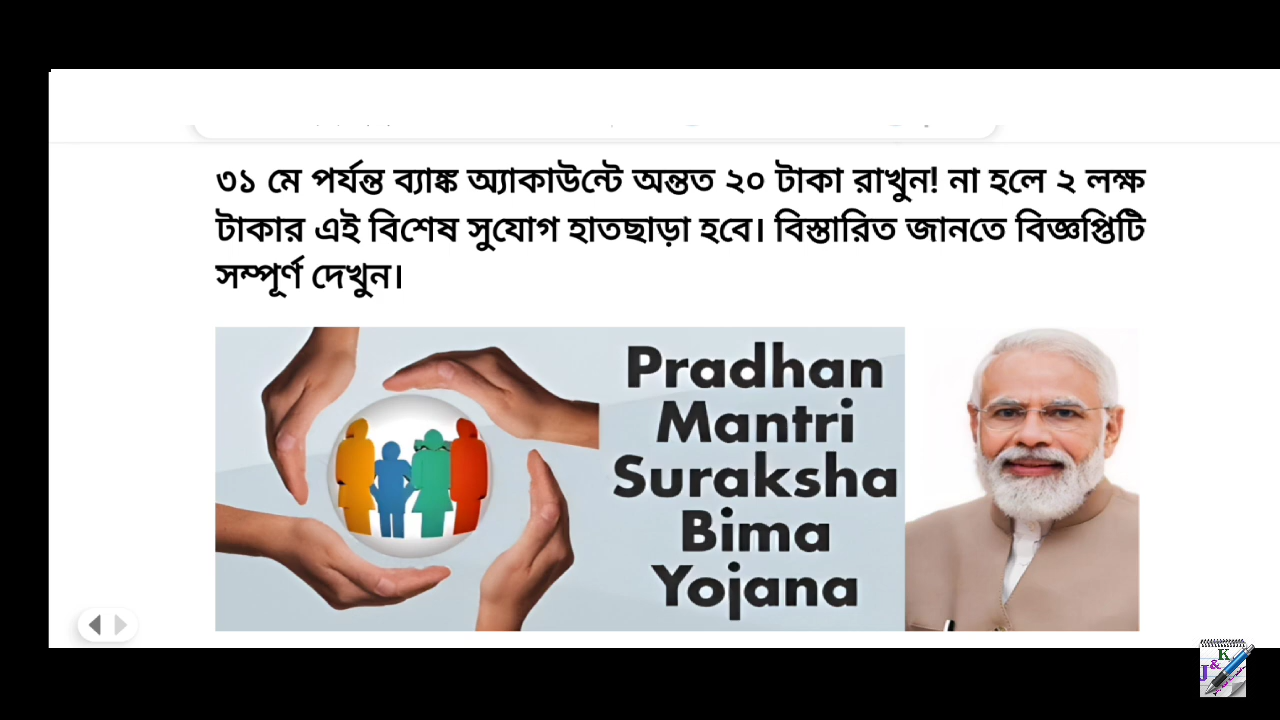 ৩১ মে পর্যন্ত ব্যাঙ্ক অ্যাকাউন্টে অন্তত ২০ টাকা রাখুন! না হলে ২ লক্ষ
টাকার এই বিশেষ সুযোগ হাতছাড়া হবে। বিস্তারিত জানতে বিজ্ঞপ্তিটি
সম্পূর্ণ দেখুন।
Pradhan
Mantri
Suraksha
Bima
Yojana
J&K